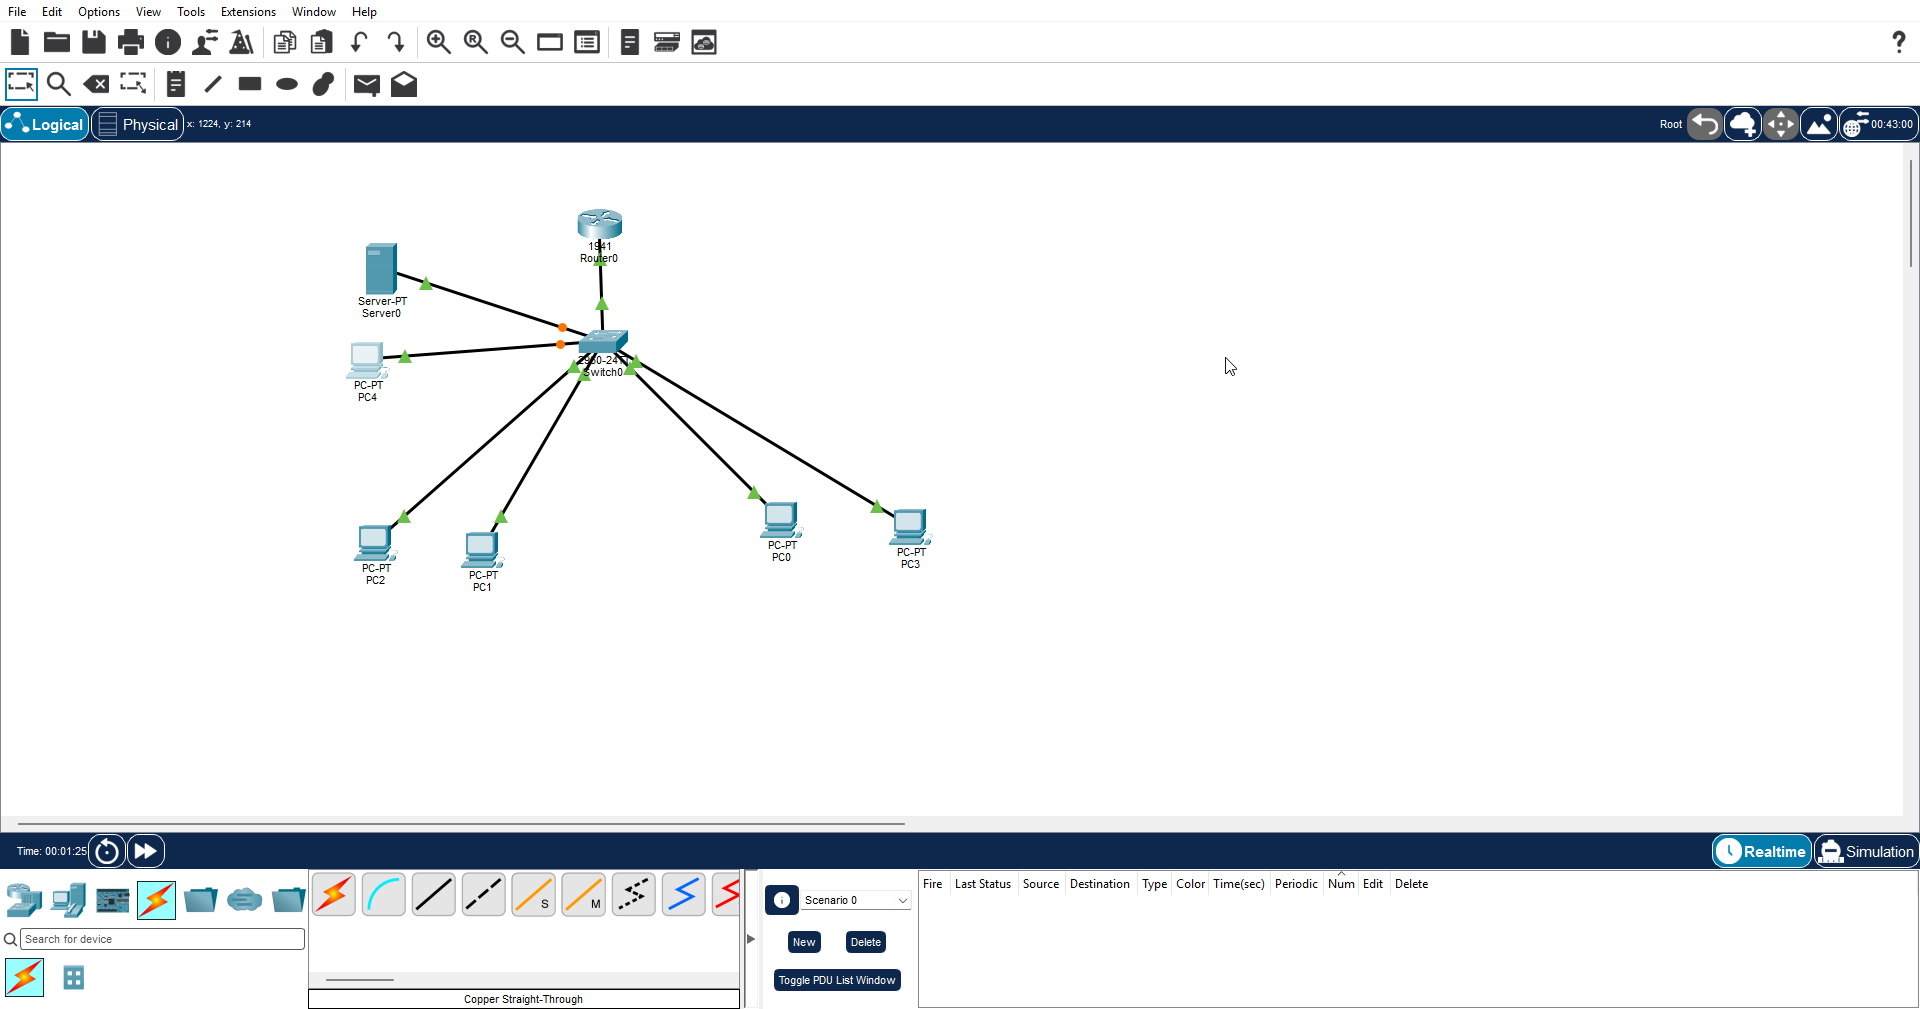 File Edit Options View Tools Extensions Window Help
Logical Physical x: 1224, y: 214 Root 00:43:00
1941
Router0
Server-PT
Server0
2960-24TT
Switch0
PC-PT
PC4
PC-PT
PC2
PC-PT
PC1
PC-PT
PC0
PC-PT
PC3
Time: 00:01:25 Realtime Simulation
S M
Search for device
Copper Straight-Through
Scenario 0
New Delete
Toggle PDU List Window
Fire Last Status Source Destination Type Color Time(sec) Periodic Num Edit Delete